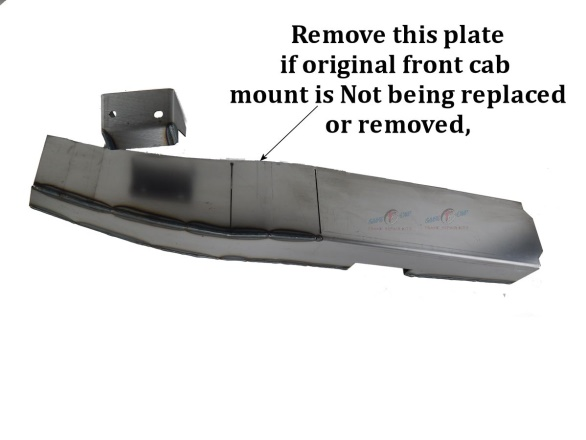 Remove this plate
if original front cab
mount is Not being replaced
or removed,